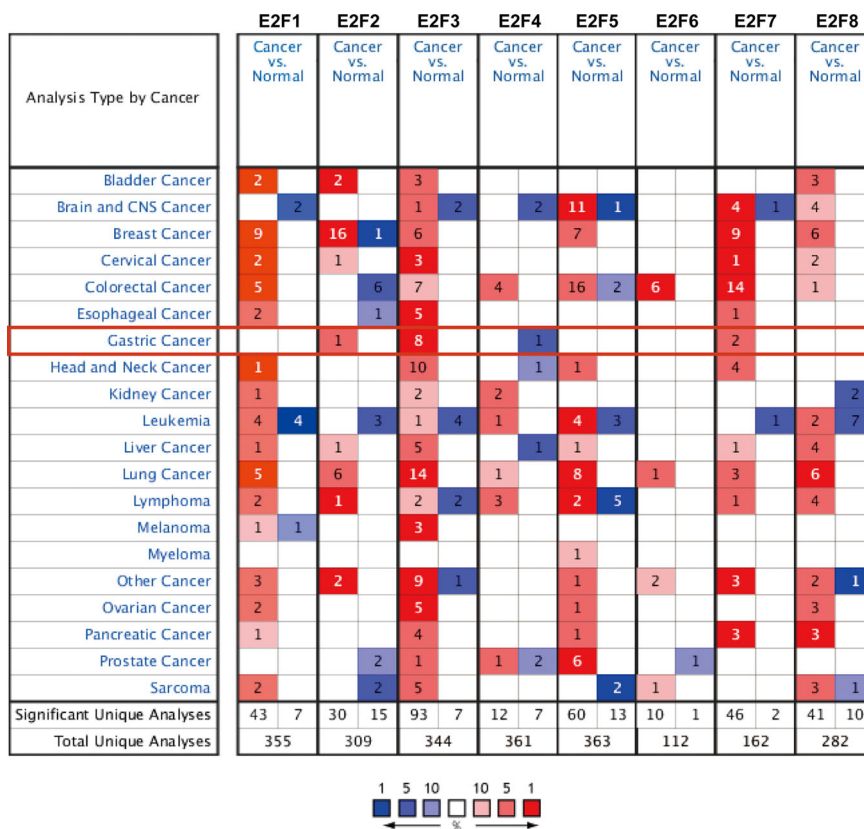 E2F1 E2F2 E2F3 E2F4 E2F5 E2F6 E2F7 E2F8
Analysis Type by Cancer
Cancer vs. Normal Cancer vs. Normal Cancer vs. Normal Cancer vs. Normal Cancer vs. Normal Cancer vs. Normal Cancer vs. Normal Cancer vs. Normal
Bladder Cancer 2 2 3 3
Brain and CNS Cancer 2 1 2 2 11 1 4 1 4
Breast Cancer 9 16 1 6 7 9 6
Cervical Cancer 2 1 3 1 2
Colorectal Cancer 5 6 7 4 16 2 6 14 1
Esophageal Cancer 2 1 5 1
Gastric Cancer 1 8 1 2
Head and Neck Cancer 1 10 1 1 4
Kidney Cancer 1 2 2 2
Leukemia 4 4 3 1 4 1 4 3 1 2 7
Liver Cancer 1 1 5 1 1 1 4
Lung Cancer 5 6 14 1 8 1 3 6
Lymphoma 2 1 2 2 3 2 5 1 4
Melanoma 1 1 3
Myeloma 1
Other Cancer 3 2 9 1 1 2 3 2 1
Ovarian Cancer 2 5 1 3
Pancreatic Cancer 1 4 1 3 3
Prostate Cancer 2 1 1 2 6 1
Sarcoma 2 2 5 2 1 3 1
Significant Unique Analyses 43 7 30 15 93 7 12 7 60 13 10 1 46 2 41 10
Total Unique Analyses 355 309 344 361 363 112 162 282
1 5 10 10 5 1
%